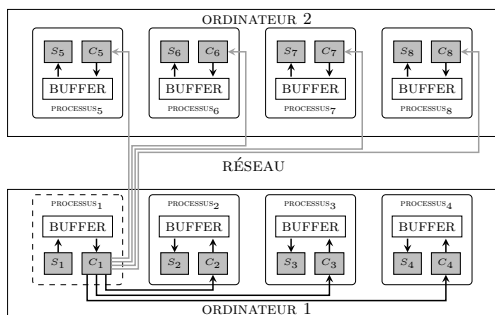 ORDINATEUR 2
S5 C5 S6 C6 S7 C7 S8 C8
BUFFER BUFFER BUFFER BUFFER
PROCESSUS5 PROCESSUS6 PROCESSUS7 PROCESSUS8
RÉSEAU
PROCESSUS1 PROCESSUS2 PROCESSUS3 PROCESSUS4
BUFFER BUFFER BUFFER BUFFER
S1 C1 S2 C2 S3 C3 S4 C4
ORDINATEUR 1